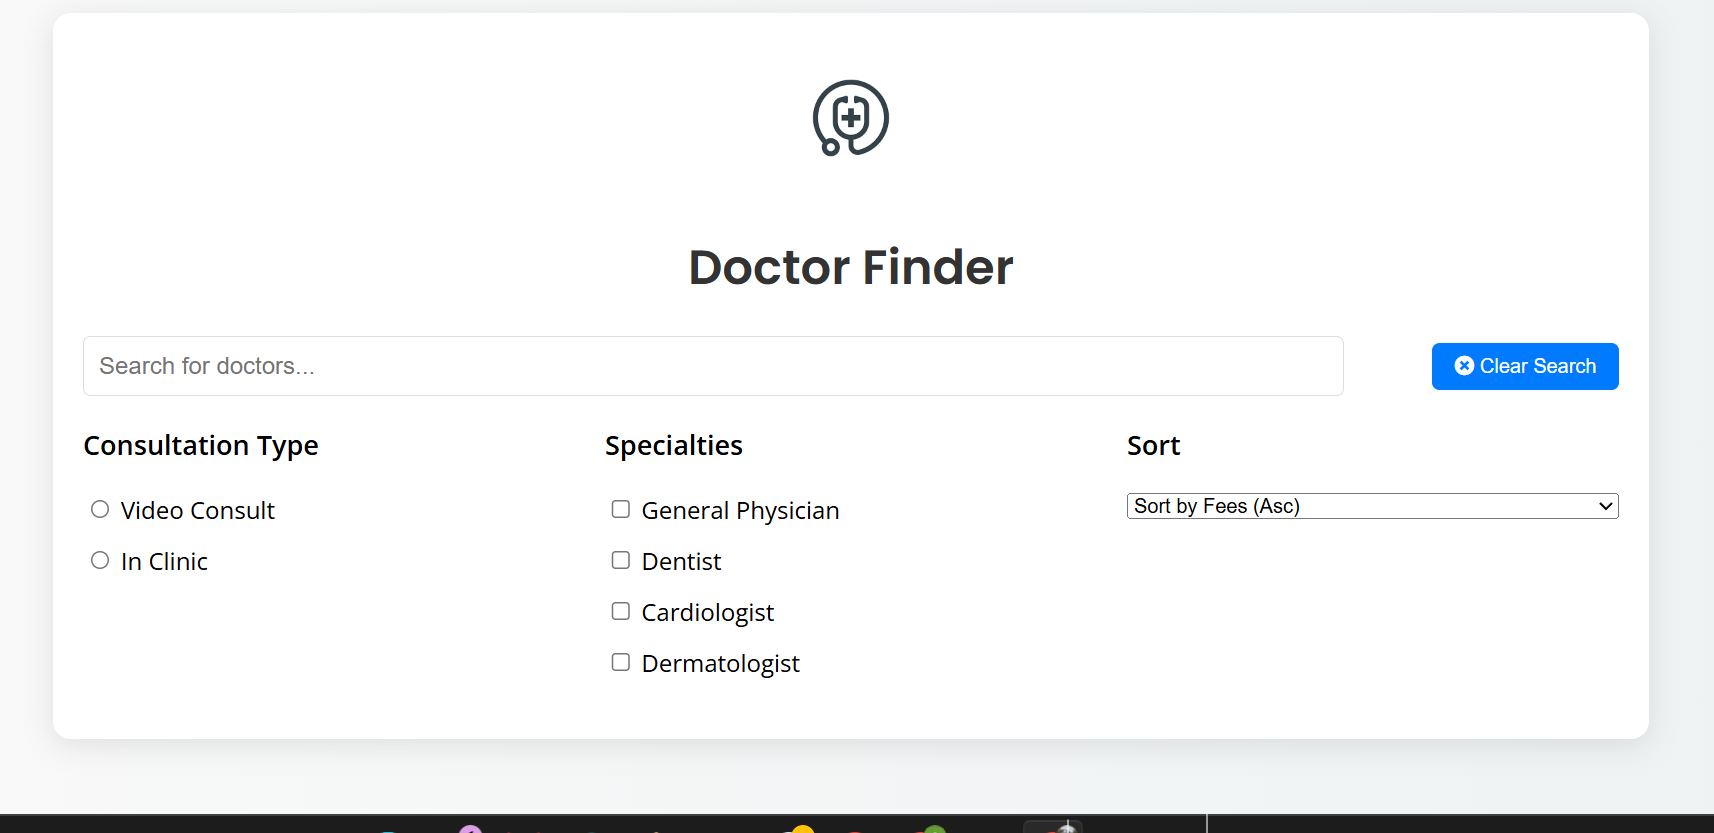 Doctor Finder
Search for doctors...
Clear Search
Consultation Type
Video Consult
In Clinic
Specialties
General Physician
Dentist
Cardiologist
Dermatologist
Sort
Sort by Fees (Asc)